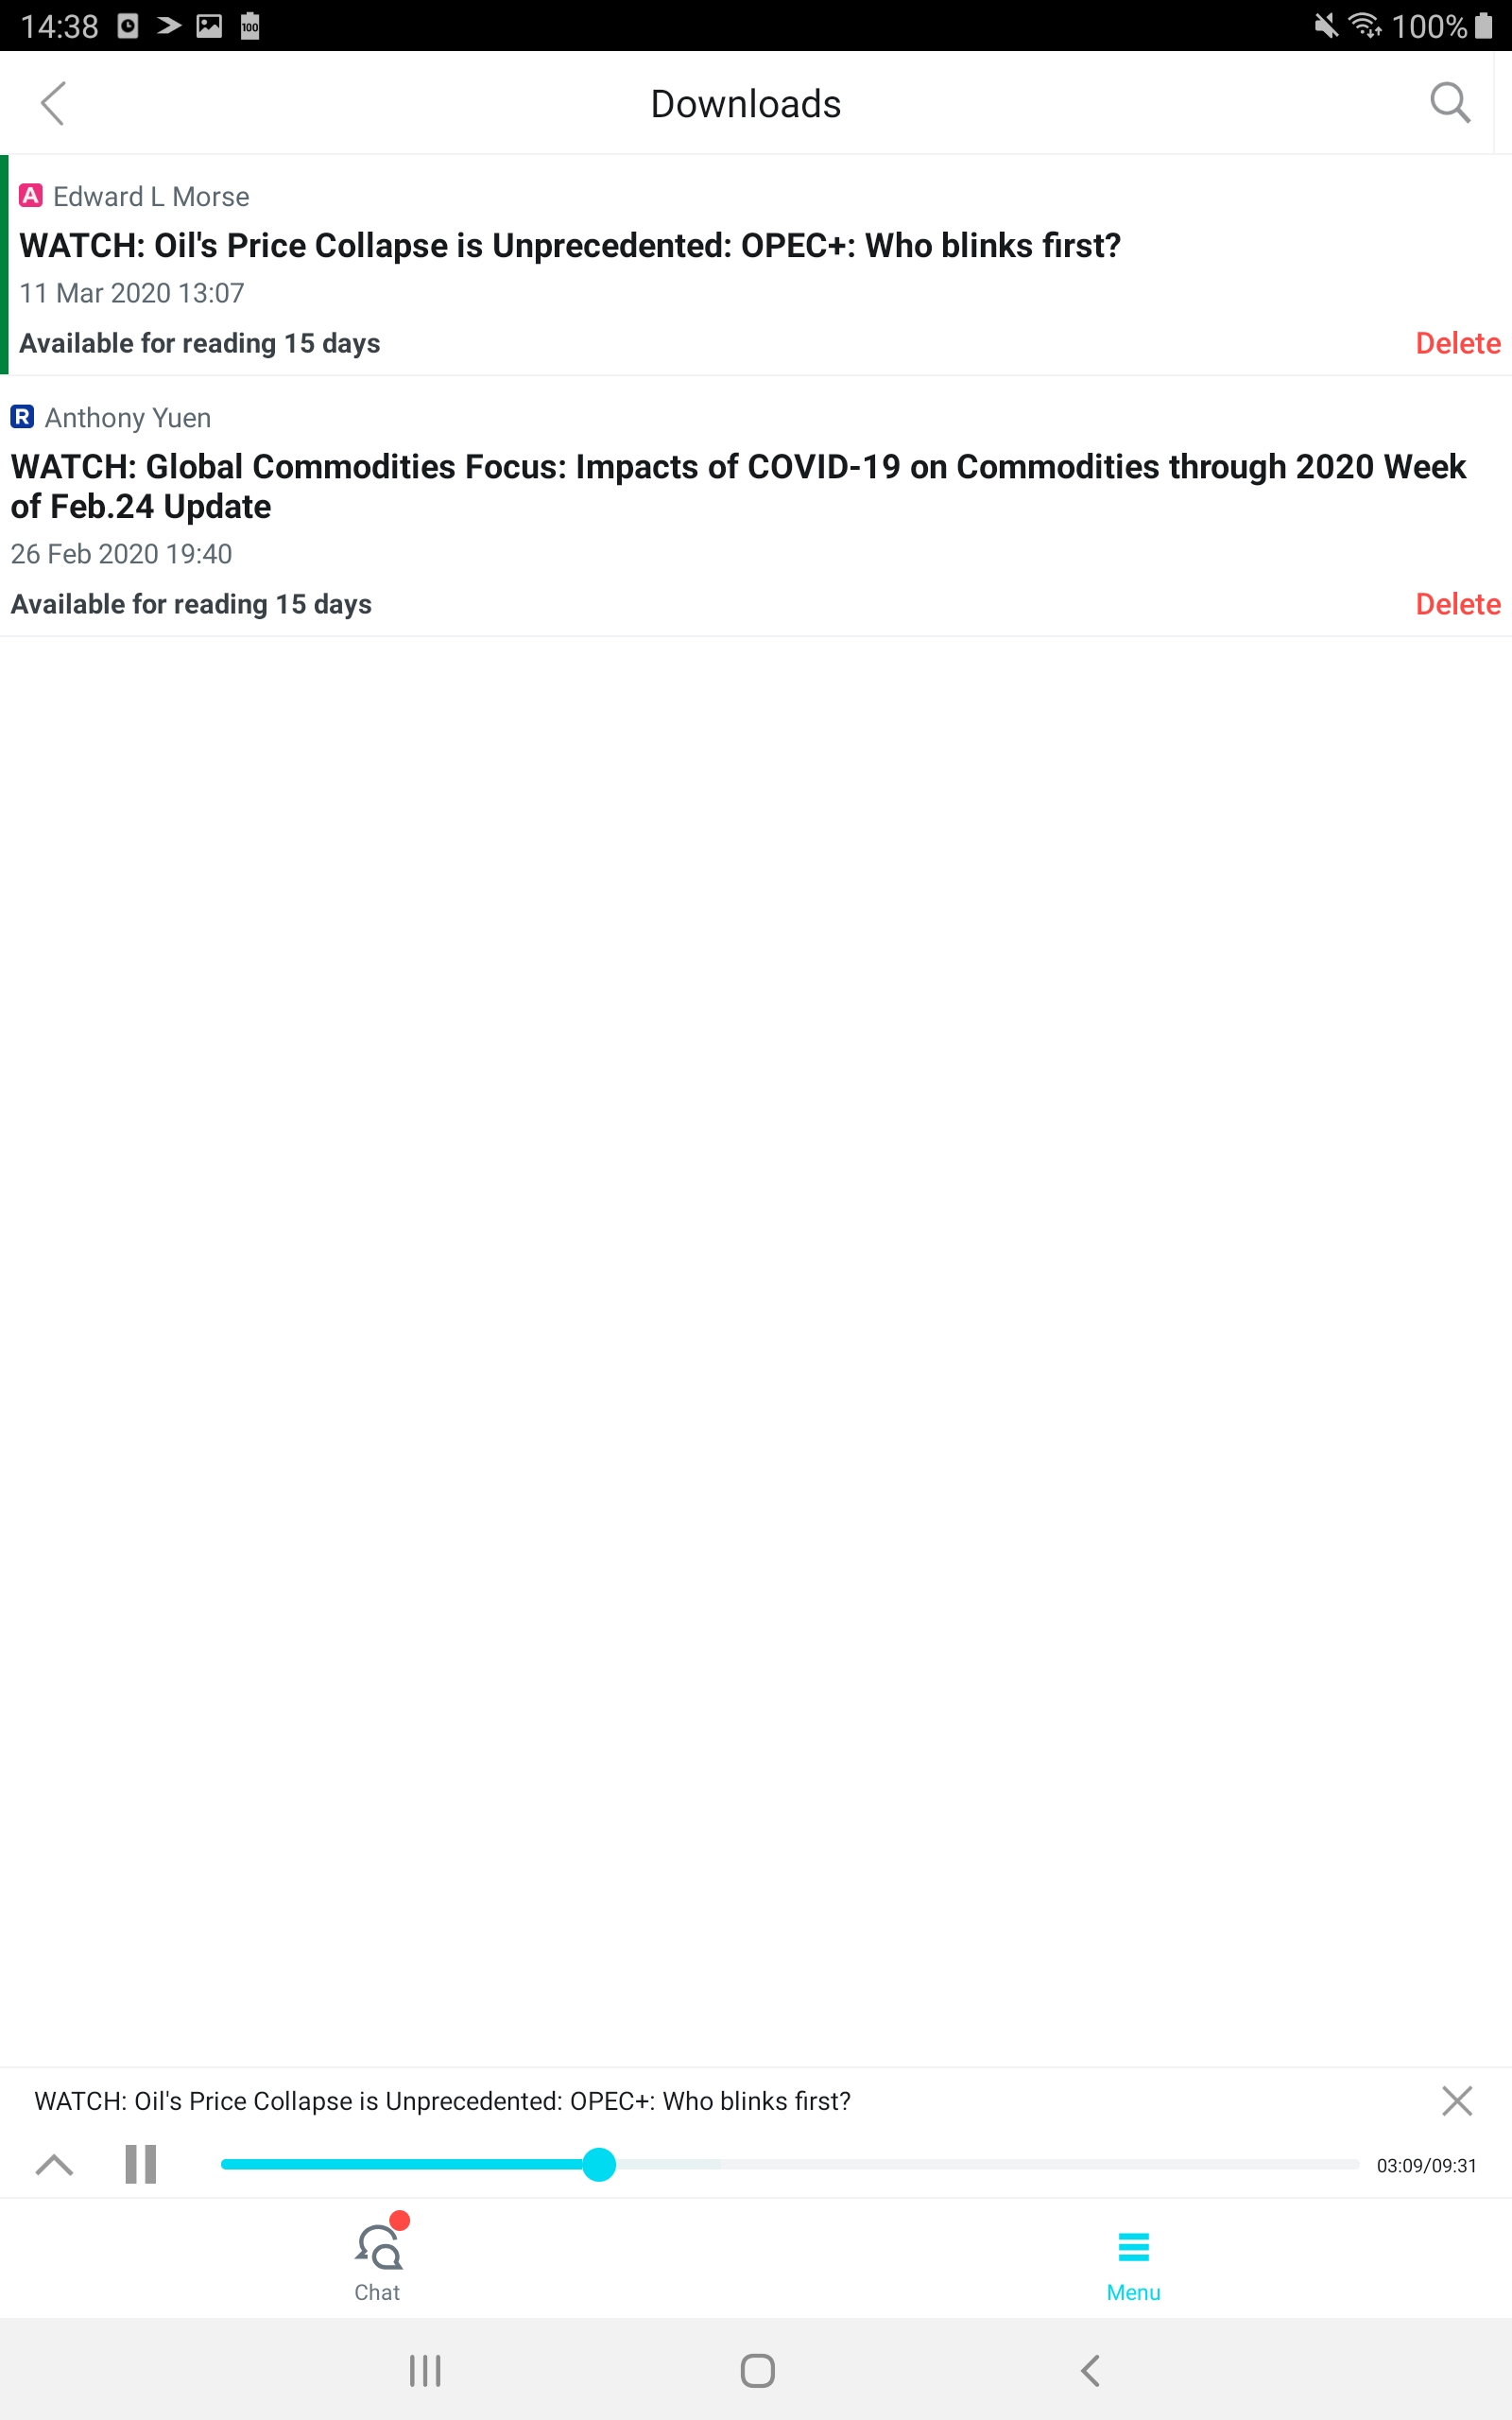 14:38 100 100%
Downloads
A Edward L Morse
WATCH: Oil's Price Collapse is Unprecedented: OPEC+: Who blinks first?
11 Mar 2020 13:07
Available for reading 15 days Delete
R Anthony Yuen
WATCH: Global Commodities Focus: Impacts of COVID-19 on Commodities through 2020 Week
of Feb.24 Update
26 Feb 2020 19:40
Available for reading 15 days Delete
WATCH: Oil's Price Collapse is Unprecedented: OPEC+: Who blinks first?
03:09/09:31
Chat Menu